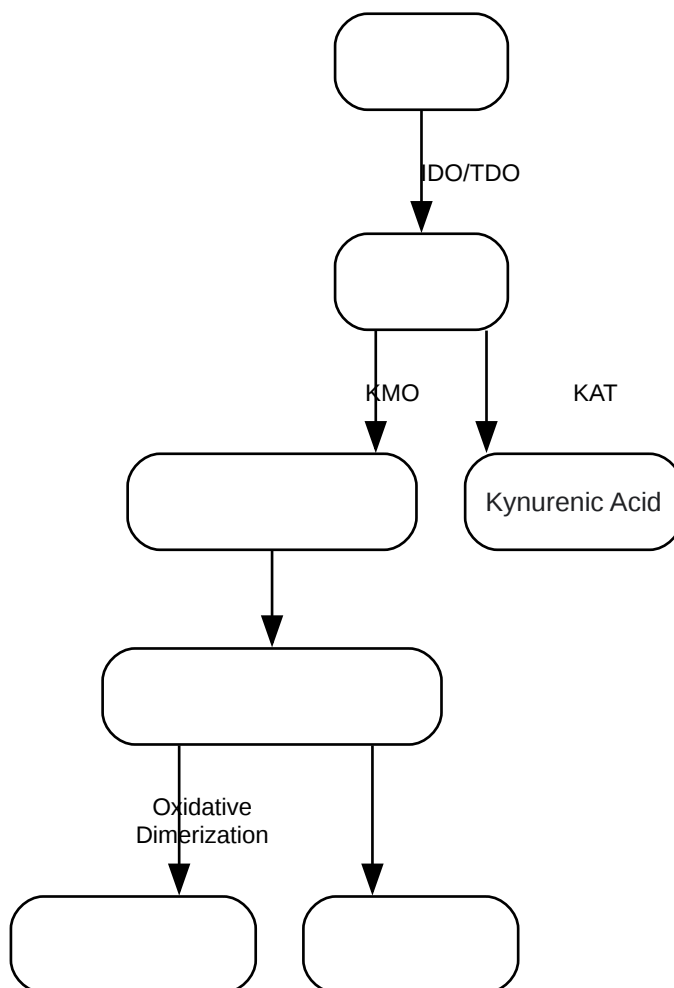 IDO/TDO
KMO
KAT
Kynurenic Acid
Oxidative
Dimerization